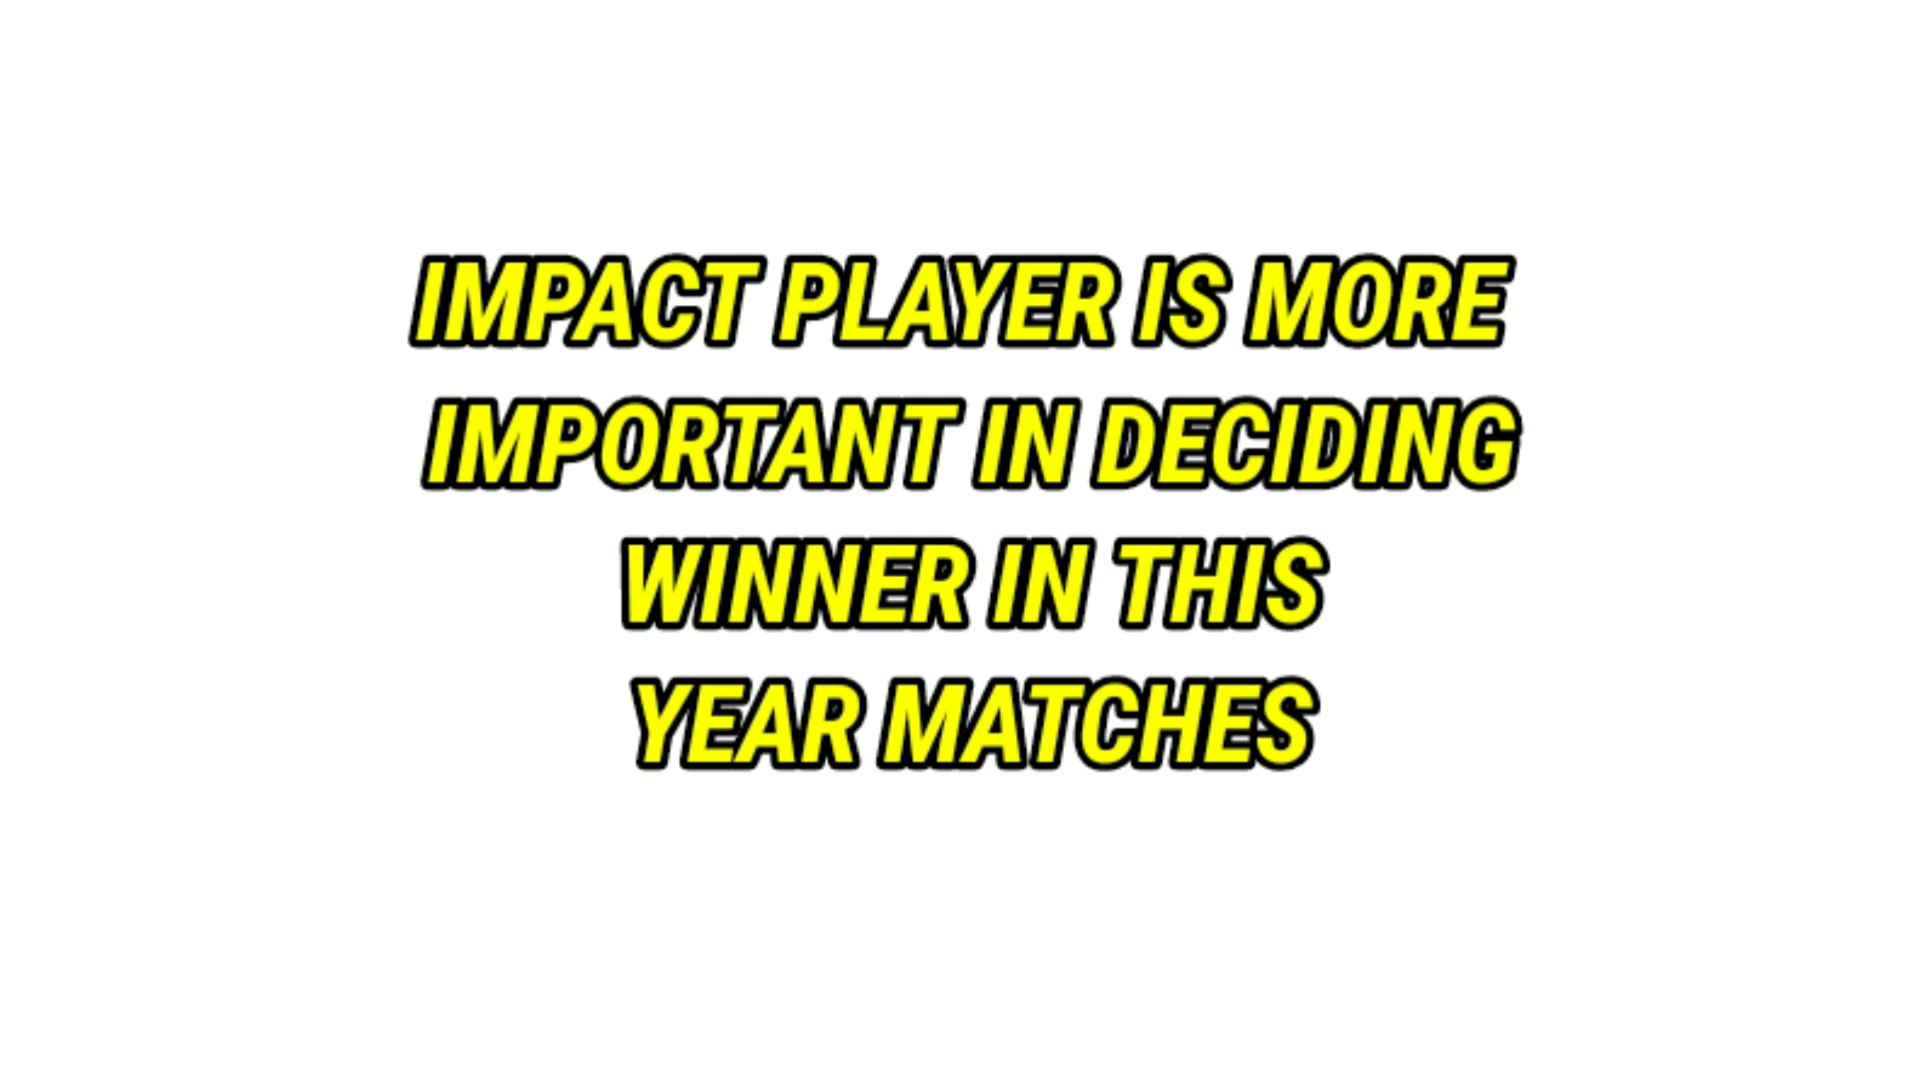 IMPACT PLAYER IS MORE
IMPORTANT IN DECIDING
WINNER IN THIS
YEAR MATCHES